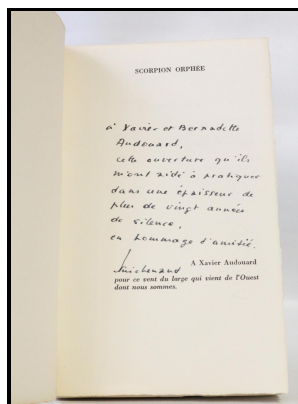 SCORPION ORPHÉE
à Xavier et Bernadette
Audouard,
cette ouverture qu'ils
m'ont aidé à pratiquer
dans une épaisseur de
plus de vingt années
de silence,
en hommage d'amitié.
A Xavier Audouard
pour ce vent du large qui vient de l'Ouest
dont nous sommes.